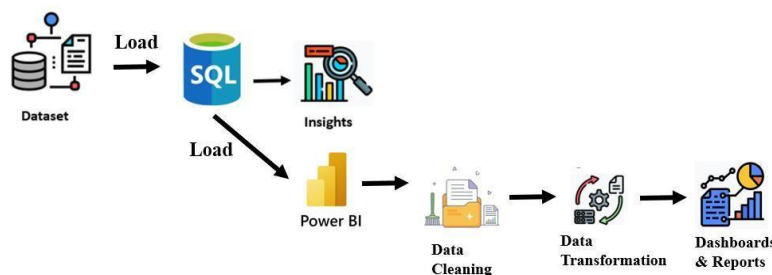 Load
SQL
Dataset
Insights
Load
Power BI
Data
Cleaning
Data
Transformation
Dashboards
& Reports